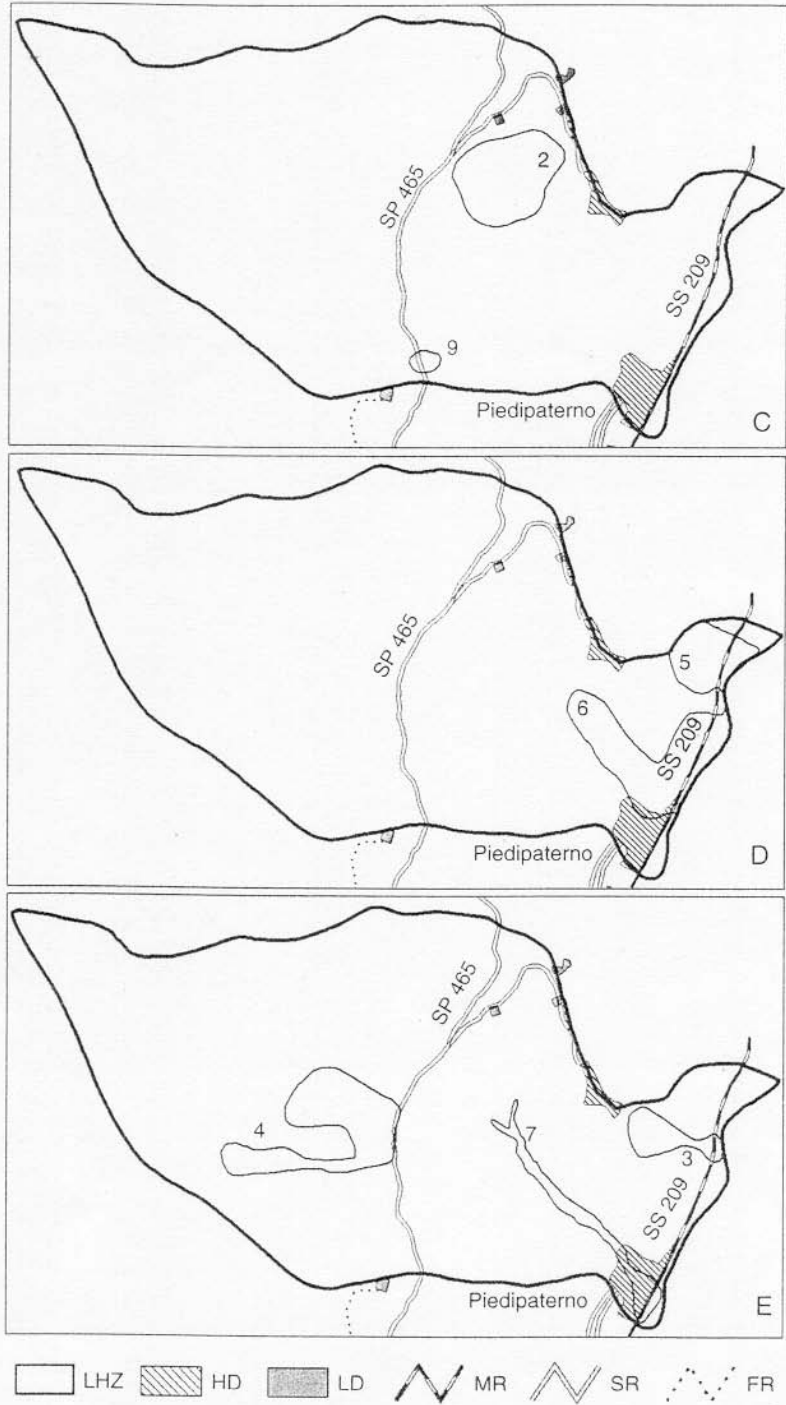 2
SP 465
SS 209
9
Piedipaterno
C
5
SP 465
6
SS 209
Piedipaterno
D
SP 465
4
7
3
SS 209
Piedipaterno
E
LHZ HD LD MR SR FR